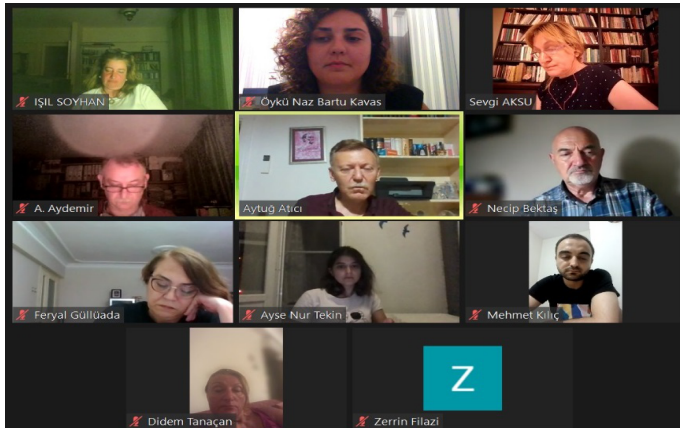 IŞIL SOYHAN
Öykü Naz Bartu Kavas
Sevgi AKSU
A. Aydemir
Aytuğ Atıcı
Necip Bektaş
Feryal Güllüada
Ayse Nur Tekin
Mehmet Kılıç
Z
Didem Tanaçan
Zerrin Filazi